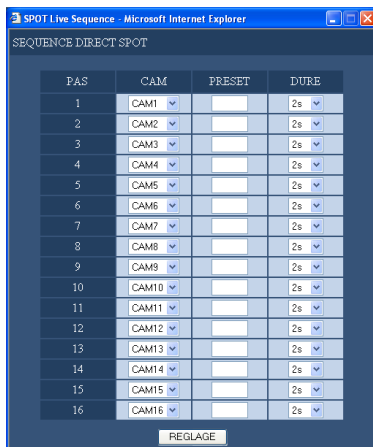 SPOT Live Sequence - Microsoft Internet Explorer
SEQUENCE DIRECT SPOT
PAS CAM PRESET DURE
1 CAM1 2s
2 CAM2 2s
3 CAM3 2s
4 CAM4 2s
5 CAM5 2s
6 CAM6 2s
7 CAM7 2s
8 CAM8 2s
9 CAM9 2s
10 CAM10 2s
11 CAM11 2s
12 CAM12 2s
13 CAM13 2s
14 CAM14 2s
15 CAM15 2s
16 CAM16 2s
REGLAGE